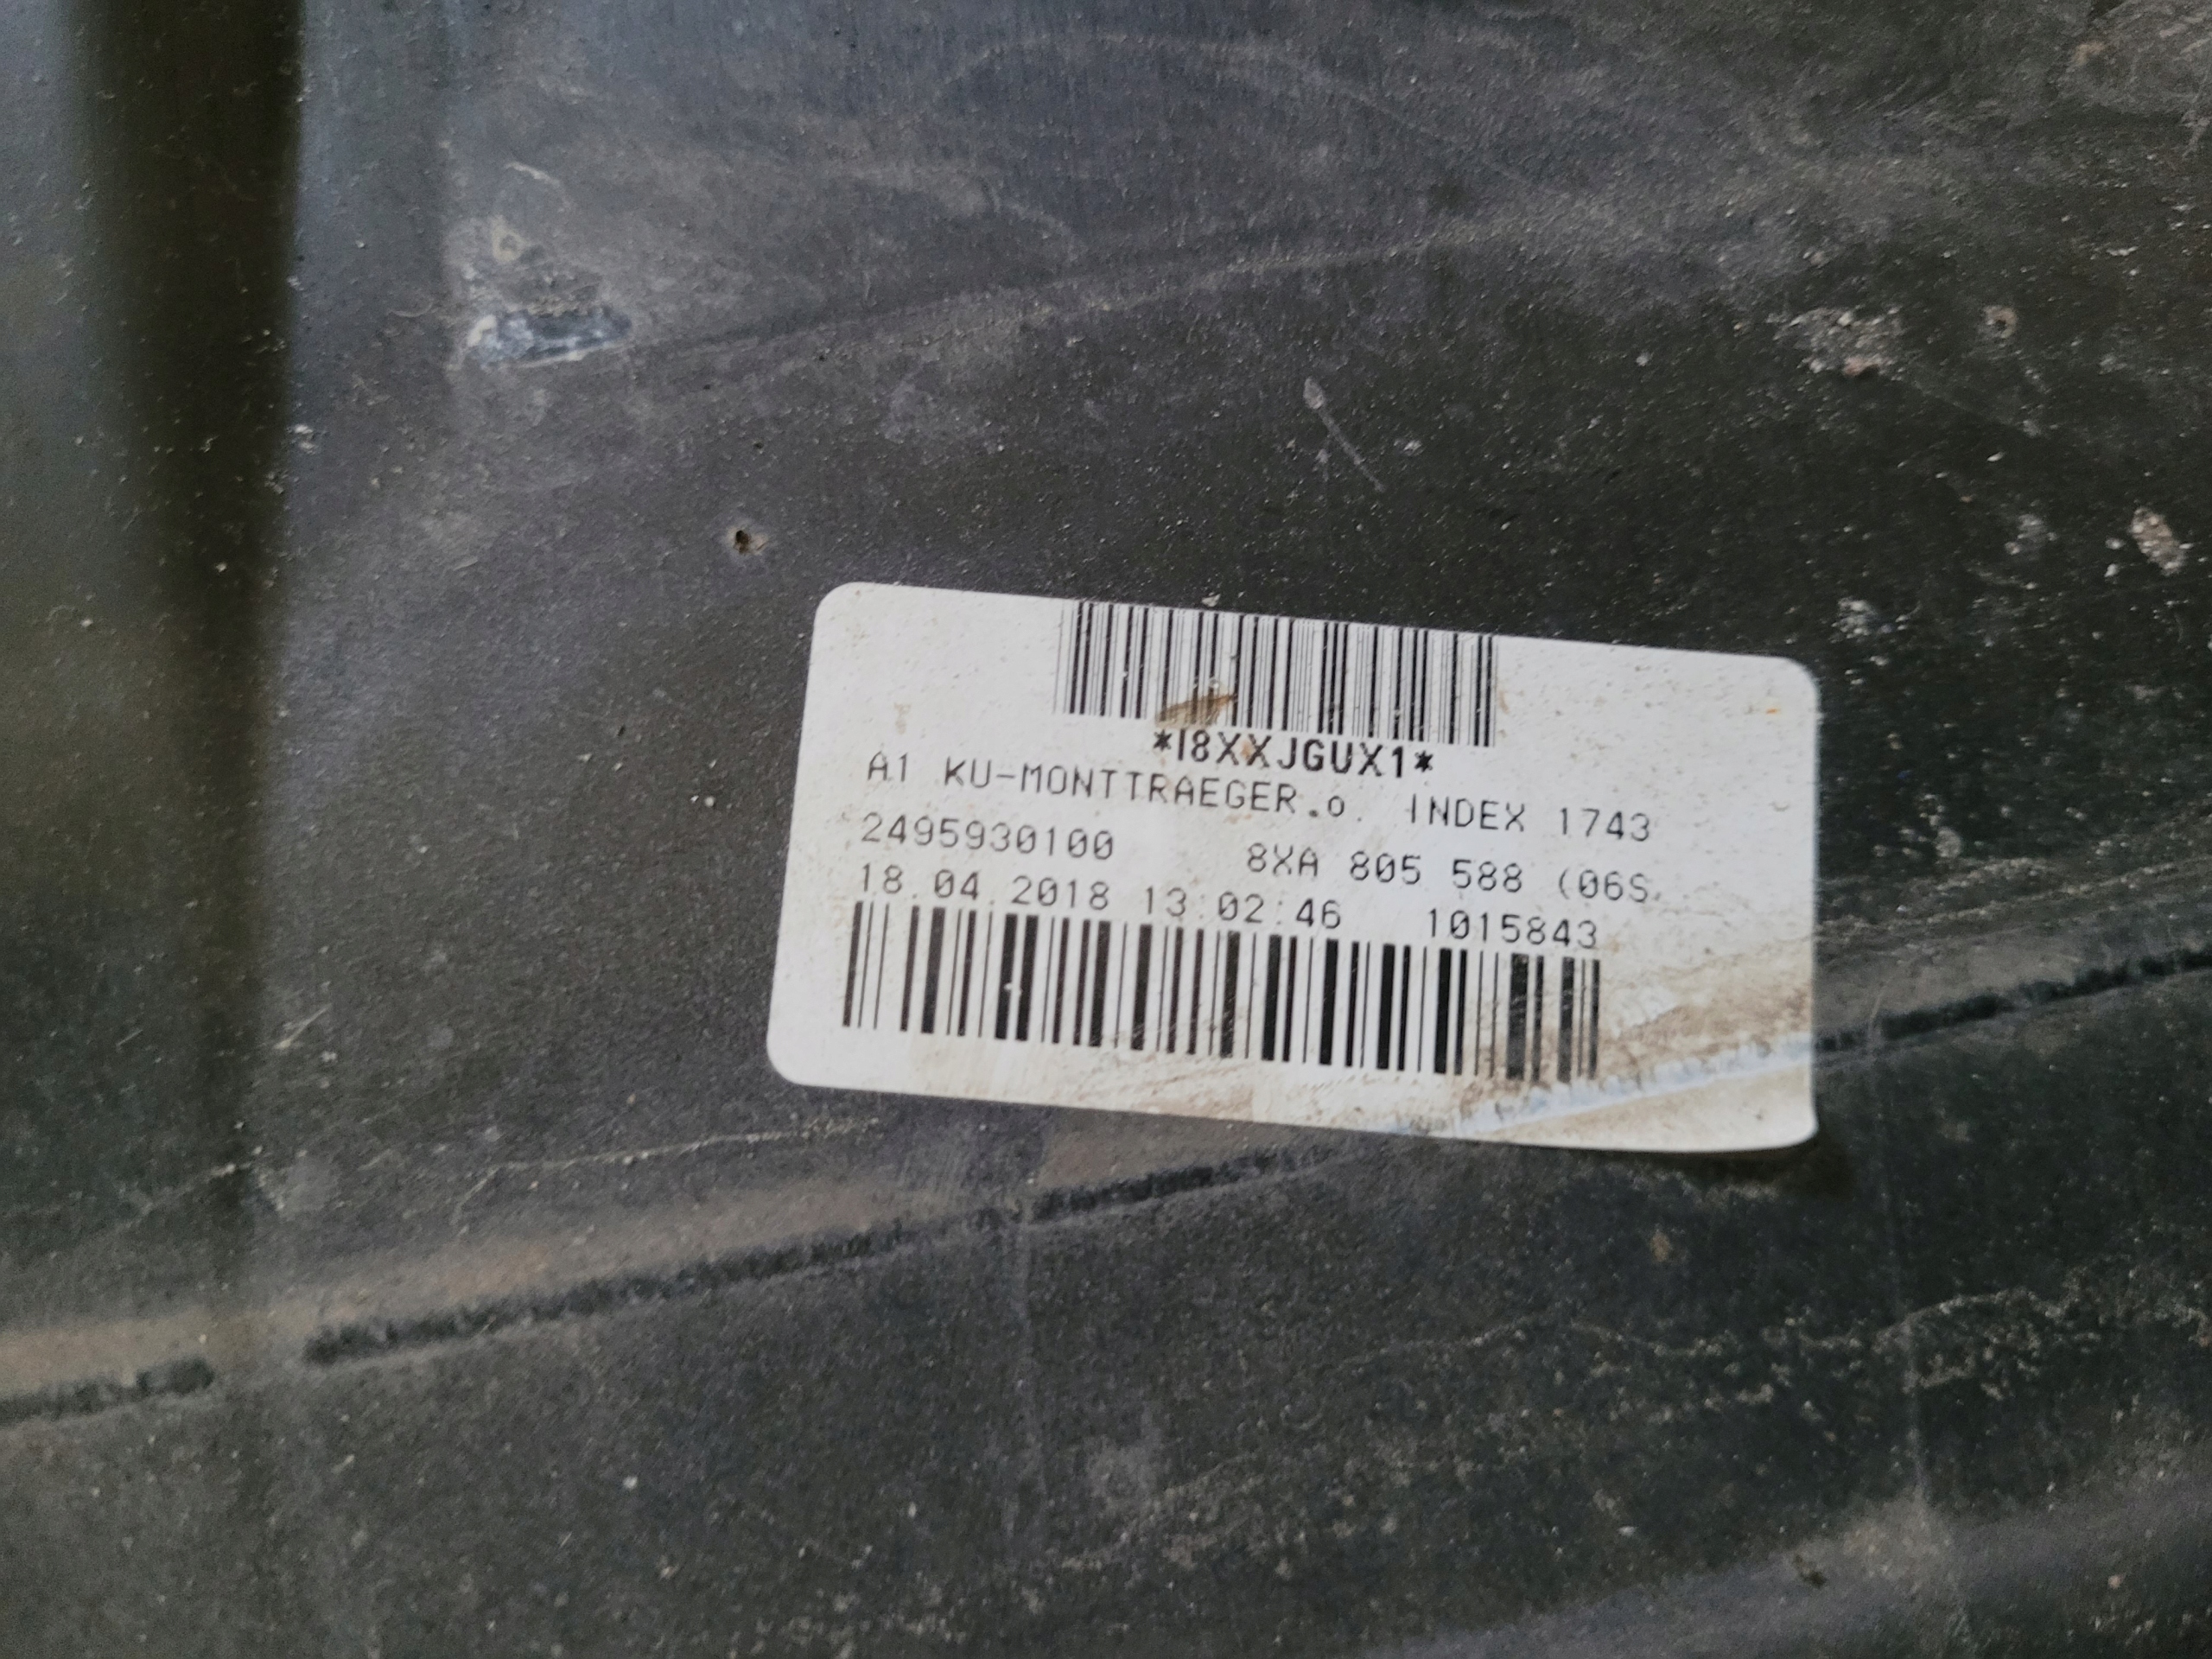 *I8XXJGUX1*
A1 KU-MONTTRAEGER.o. INDEX 1743
2495930100 8XA 805 588 (06S.
18.04.2018 13:02:46 1015843